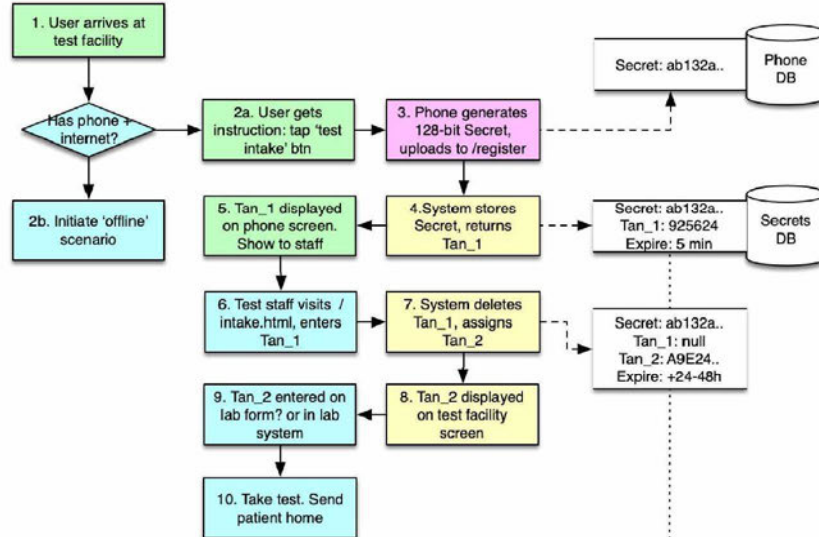 1. User arrives at
test facility
Has phone +
internet?
2a. User gets
instruction: tap 'test
intake' btn
3. Phone generates
128-bit Secret,
uploads to /register
Secret: ab132a..
Phone
DB
2b. Initiate 'offline'
scenario
5. Tan_1 displayed
on phone screen.
Show to staff
4.System stores
Secret, returns
Tan_1
Secret: ab132a..
Tan_1: 925624
Expire: 5 min
Secrets
DB
6. Test staff visits /
intake.html, enters
Tan_1
7. System deletes
Tan_1, assigns
Tan_2
Secret: ab132a..
Tan_1: null
Tan_2: A9E24..
Expire: +24-48h
9. Tan_2 entered on
lab form? or in lab
system
8. Tan_2 displayed
on test facility
screen
10. Take test. Send
patient home